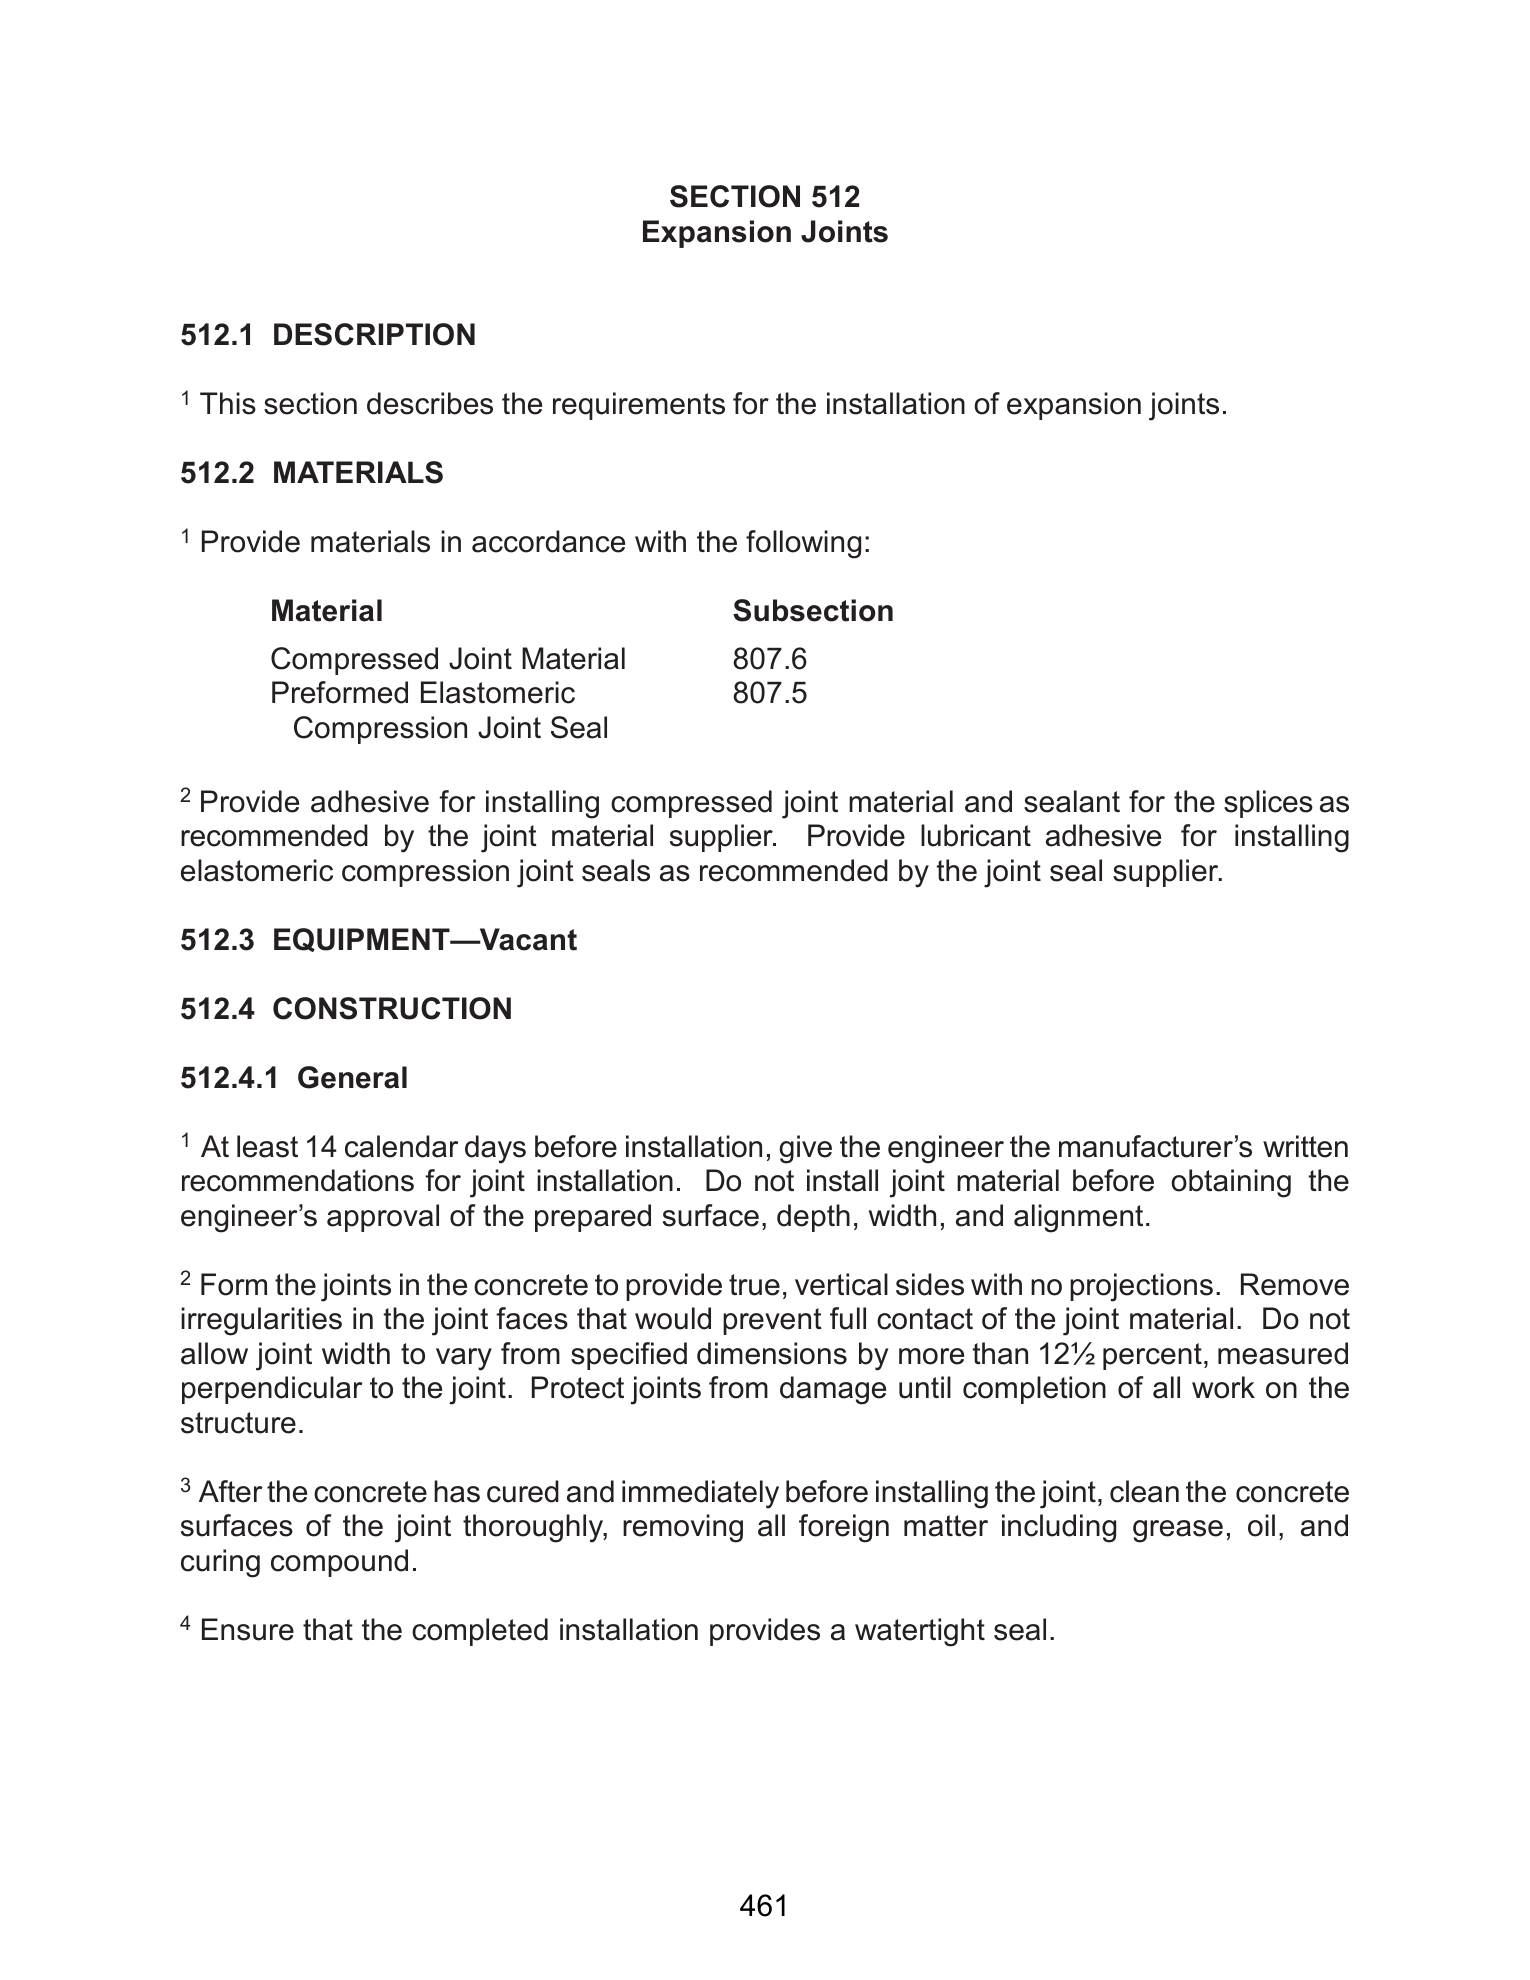 SECTION 512
Expansion Joints
512.1 DESCRIPTION
1 This section describes the requirements for the installation of expansion joints.
512.2 MATERIALS
1 Provide materials in accordance with the following:
Material Subsection
Compressed Joint Material 807.6
Preformed Elastomeric 807.5
Compression Joint Seal
2 Provide adhesive for installing compressed joint material and sealant for the splices as
recommended by the joint material supplier. Provide lubricant adhesive for installing
elastomeric compression joint seals as recommended by the joint seal supplier.
512.3 EQUIPMENT—Vacant
512.4 CONSTRUCTION
512.4.1 General
1 At least 14 calendar days before installation, give the engineer the manufacturer’s written
recommendations for joint installation. Do not install joint material before obtaining the
engineer’s approval of the prepared surface, depth, width, and alignment.
2 Form the joints in the concrete to provide true, vertical sides with no projections. Remove
irregularities in the joint faces that would prevent full contact of the joint material. Do not
allow joint width to vary from specified dimensions by more than 12½ percent, measured
perpendicular to the joint. Protect joints from damage until completion of all work on the
structure.
3 After the concrete has cured and immediately before installing the joint, clean the concrete
surfaces of the joint thoroughly, removing all foreign matter including grease, oil, and
curing compound.
4 Ensure that the completed installation provides a watertight seal.
461